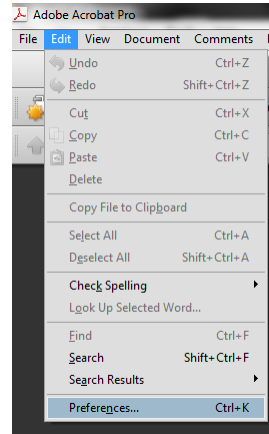 Adobe Acrobat Pro
File Edit View Document Comments
Undo Ctrl+Z
Redo Shift+Ctrl+Z
Cut Ctrl+X
Copy Ctrl+C
Paste Ctrl+V
Delete
Copy File to Clipboard
Select All Ctrl+A
Deselect All Shift+Ctrl+A
Check Spelling
Look Up Selected Word...
Find Ctrl+F
Search Shift+Ctrl+F
Search Results
Preferences... Ctrl+K